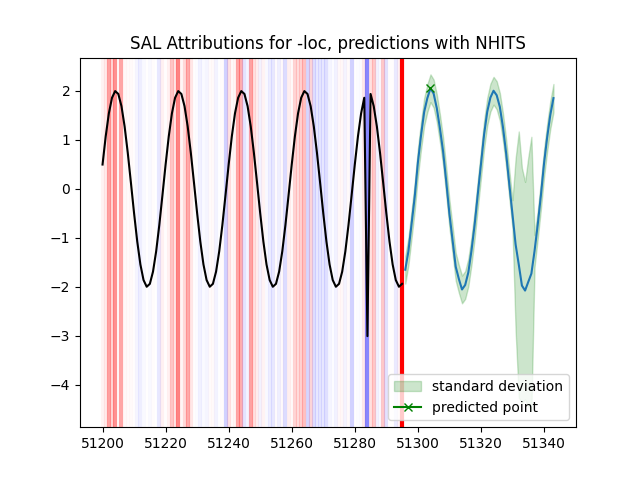 SAL Attributions for -loc, predictions with NHITS
2
1
0
−1
−2
−3
−4
standard deviation
predicted point
51200 51220 51240 51260 51280 51300 51320 51340